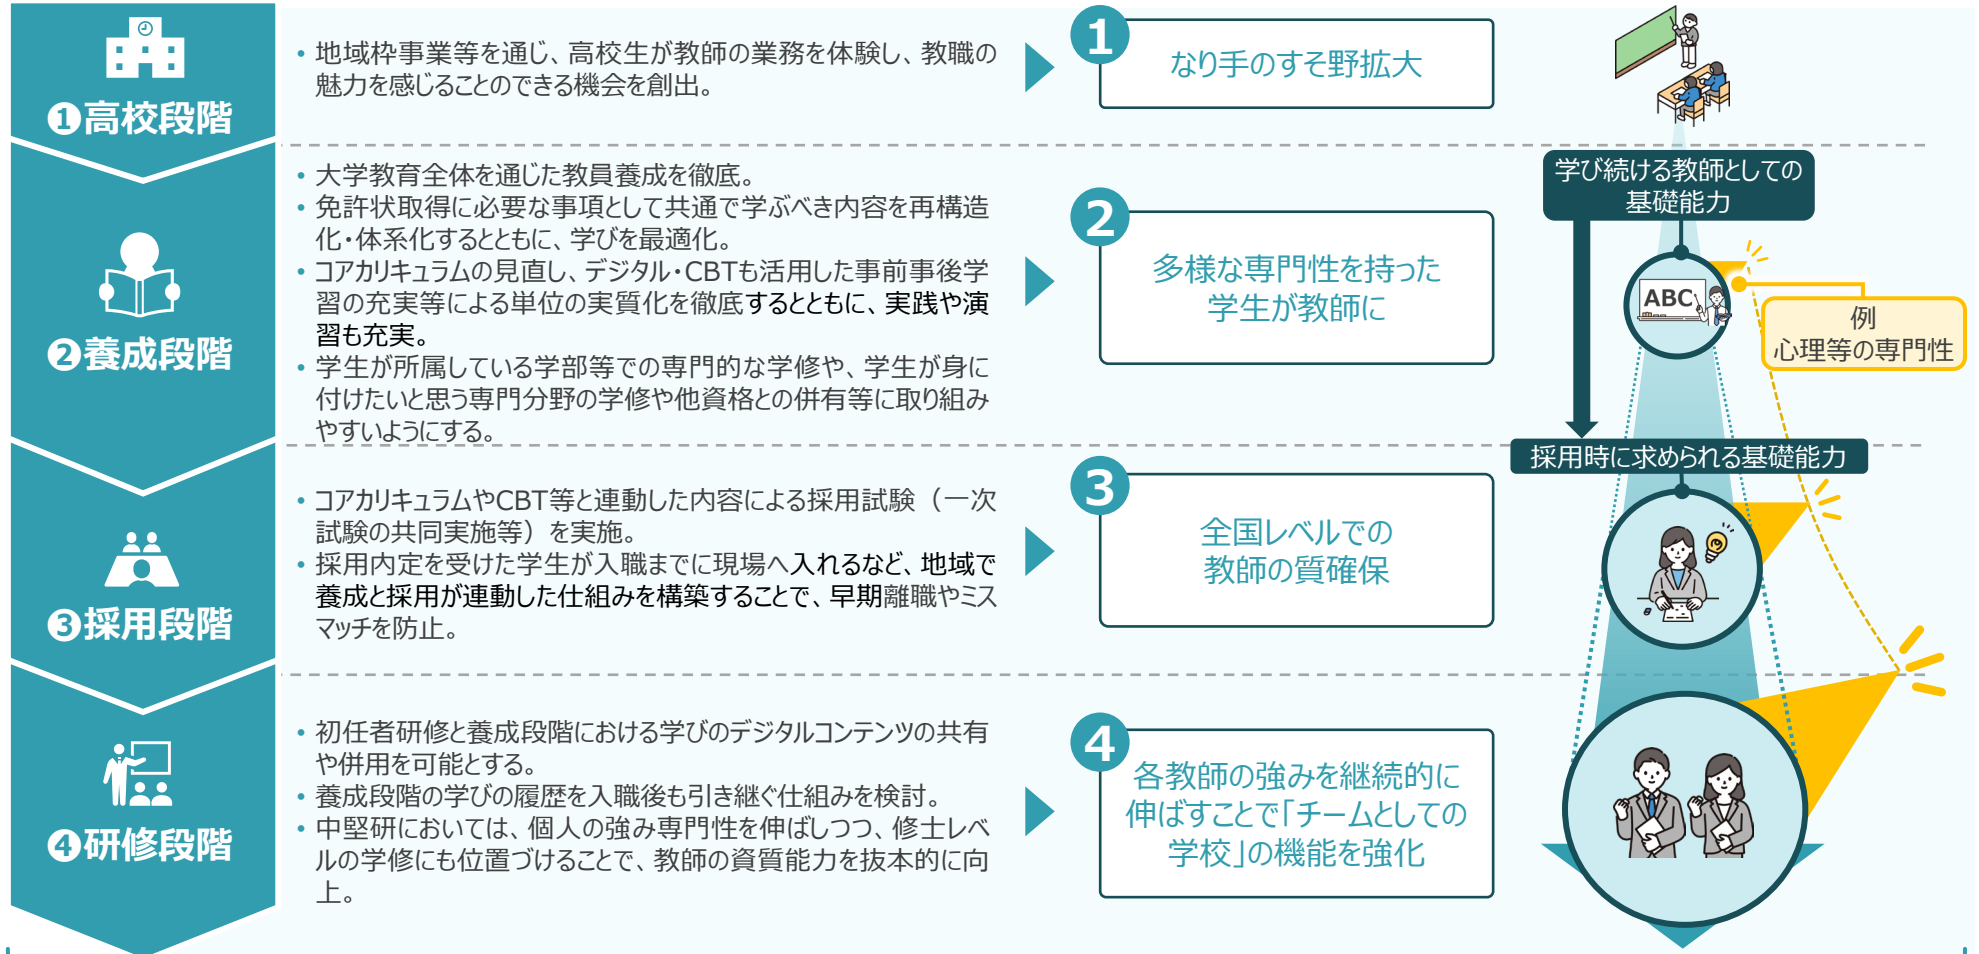 ❶高校段階
• 地域枠事業等を通じ、高校生が教師の業務を体験し、教職の
魅力を感じることのできる機会を創出。
1
なり手のすそ野拡大
❷養成段階
• 大学教育全体を通じた教員養成を徹底。
• 免許状取得に必要な事項として共通で学ぶべき内容を再構造
化・体系化するとともに、学びを最適化。
• コアカリキュラムの見直し、デジタル・CBTも活用した事前事後学
習の充実等による単位の実質化を徹底するとともに、実践や演
習も充実。
• 学生が所属している学部等での専門的な学修や、学生が身に
付けたいと思う専門分野の学修や他資格との併有等に取り組み
やすいようにする。
2
多様な専門性を持った
学生が教師に
学び続ける教師としての
基礎能力
ABC
例
心理等の専門性
❸採用段階
• コアカリキュラムやCBT等と連動した内容による採用試験（一次
試験の共同実施等）を実施。
• 採用内定を受けた学生が入職までに現場へ入れるなど、地域で
養成と採用が連動した仕組みを構築することで、早期離職やミス
マッチを防止。
3
全国レベルでの
教師の質確保
採用時に求められる基礎能力
❹研修段階
• 初任者研修と養成段階における学びのデジタルコンテンツの共有
や併用を可能とする。
• 養成段階の学びの履歴を入職後も引き継ぐ仕組みを検討。
• 中堅研においては、個人の強み専門性を伸ばしつつ、修士レベ
ルの学修にも位置づけることで、教師の資質能力を抜本的に向
上。
4
各教師の強みを継続的に
伸ばすことで「チームとしての
学校」の機能を強化